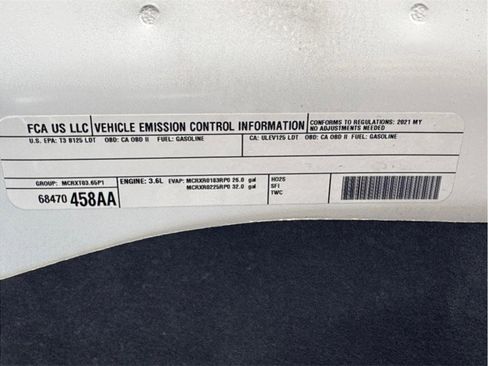 FCA US LLC VEHICLE EMISSION CONTROL INFORMATION CONFORMS TO REGULATIONS: 2021 MY
NO ADJUSTMENTS NEEDED
U.S. EPA: T3 B125 LDT OBD: CA OBD II FUEL: GASOLINE CA: ULEV125 LDT OBD: CA OBD II FUEL: GASOLINE
GROUP: MCRXT03.65P1 ENGINE: 3.6L EVAP: MCRXR0183RP0 26.0 gal HO2S
MCRXR0225RP0 32.0 gal SFI
68470 458AA TWC